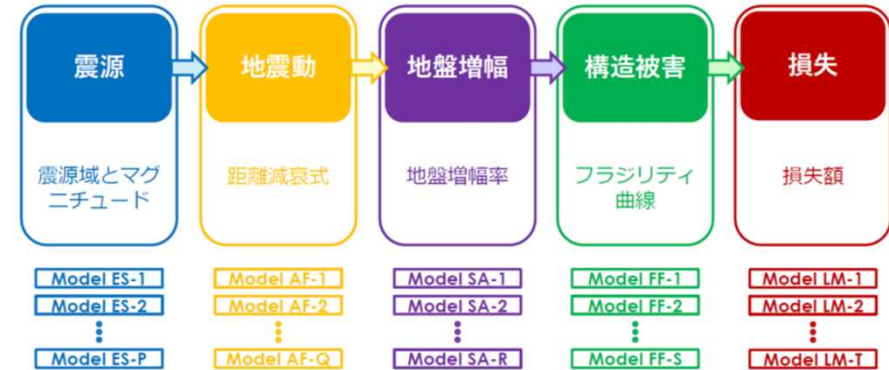 震源
地震動
地盤増幅
構造被害
損失
震源域とマグ
ニチュード
距離減衰式
地盤増幅率
フラジリティ
曲線
損失額
Model ES-1
Model AF-1
Model SA-1
Model FF-1
Model LM-1
Model ES-2
Model AF-2
Model SA-2
Model FF-2
Model LM-2
Model ES-P
Model AF-Q
Model SA-R
Model FF-S
Model LM-T